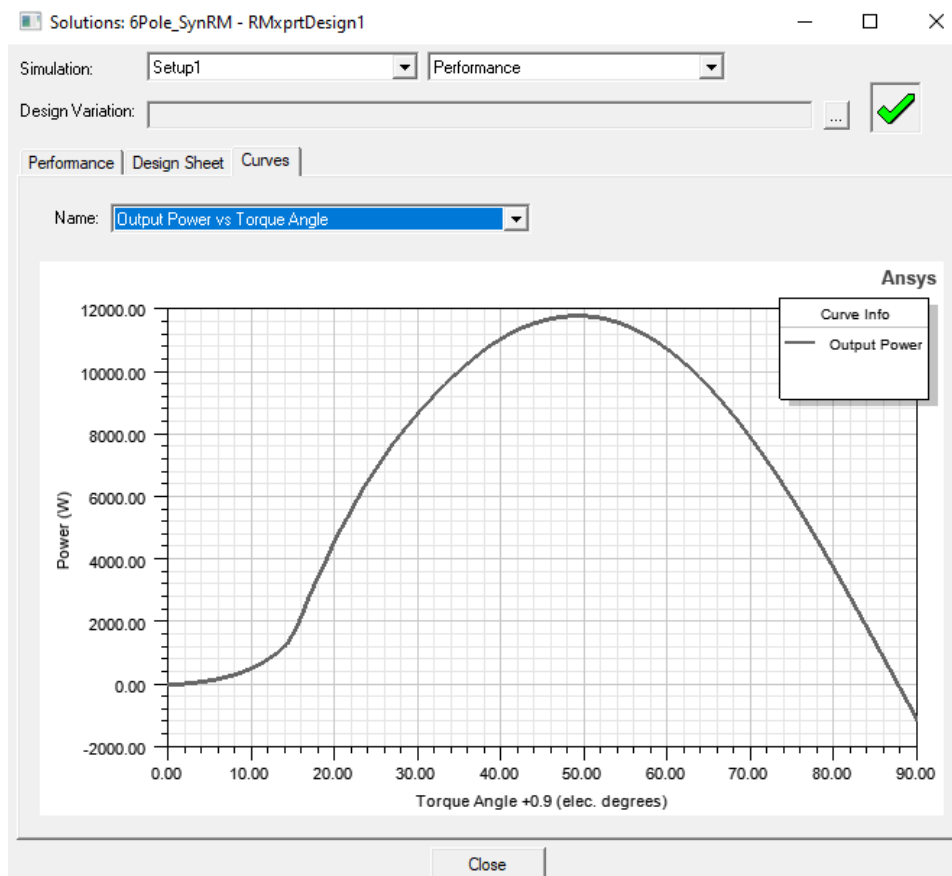 Solutions: 6Pole_SynRM - RMxprtDesign1
Simulation: Setup1 Performance
Design Variation: ...
Performance Design Sheet Curves
Name: Output Power vs Torque Angle
Ansys
Curve Info
Output Power
12000.00
10000.00
8000.00
6000.00
4000.00
2000.00
0.00
-2000.00
Power (W)
0.00 10.00 20.00 30.00 40.00 50.00 60.00 70.00 80.00 90.00
Torque Angle +0.9 (elec. degrees)
Close